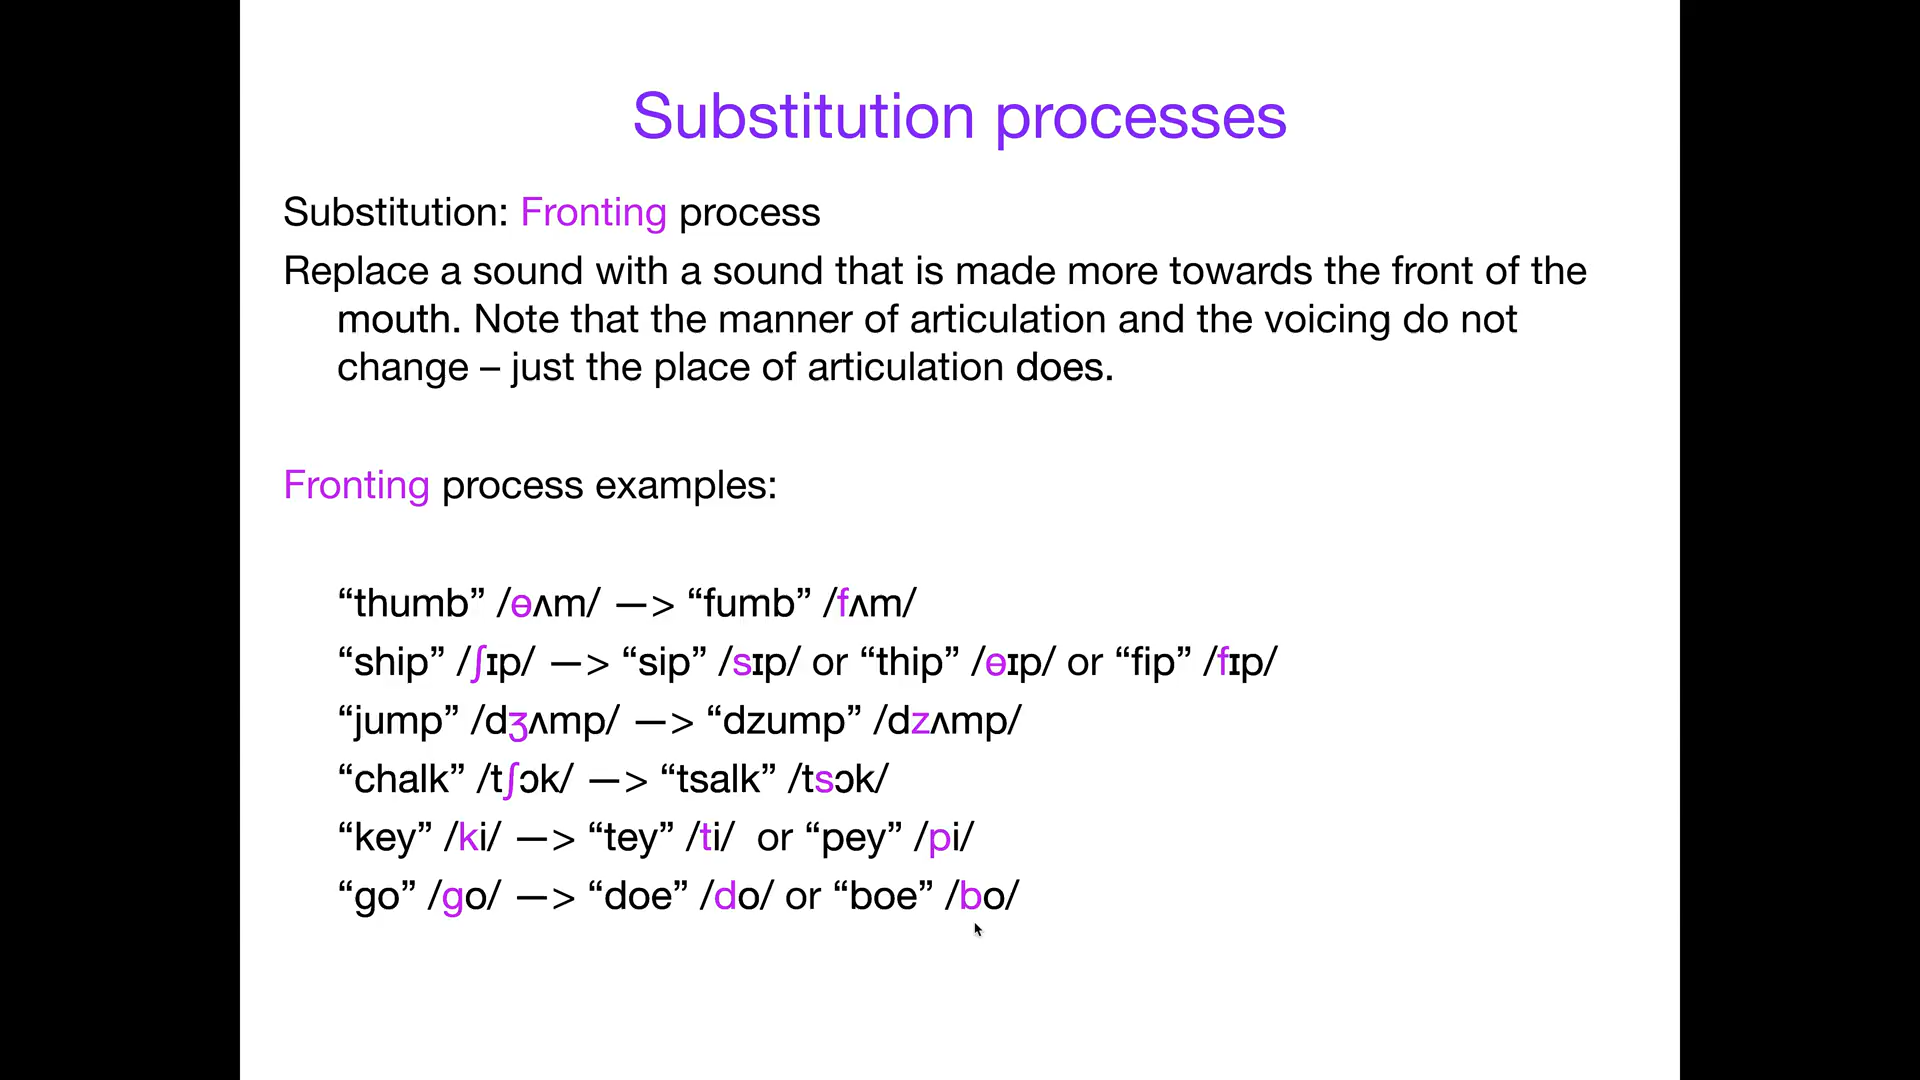 Substitution processes
Substitution: Fronting process
Replace a sound with a sound that is made more towards the front of the
mouth. Note that the manner of articulation and the voicing do not
change – just the place of articulation does.
Fronting process examples:
“thumb” /ɵʌm/ —> “fumb” /fʌm/
“ship” /ʃɪp/ —> “sip” /sɪp/ or “thip” /ɵɪp/ or “fip” /fɪp/
“jump” /dʒʌmp/ —> “dzump” /dzʌmp/
“chalk” /tʃɔk/ —> “tsalk” /tsɔk/
“key” /ki/ —> “tey” /ti/  or “pey” /pi/
“go” /go/ —> “doe” /do/ or “boe” /bo/